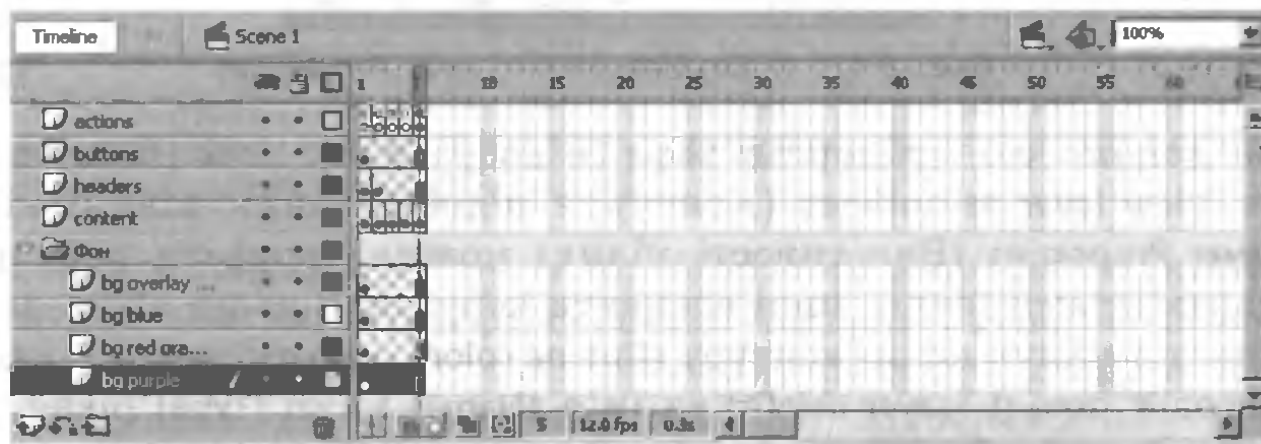 Timeline Scene 1 100%
1 10 15 20 25 30 35 40 45 50 55 60
actions
buttons
headers
content
Фон
bg overlay ...
bg blue
bg red ora...
bg purple
5 12.0 fps 0.3s